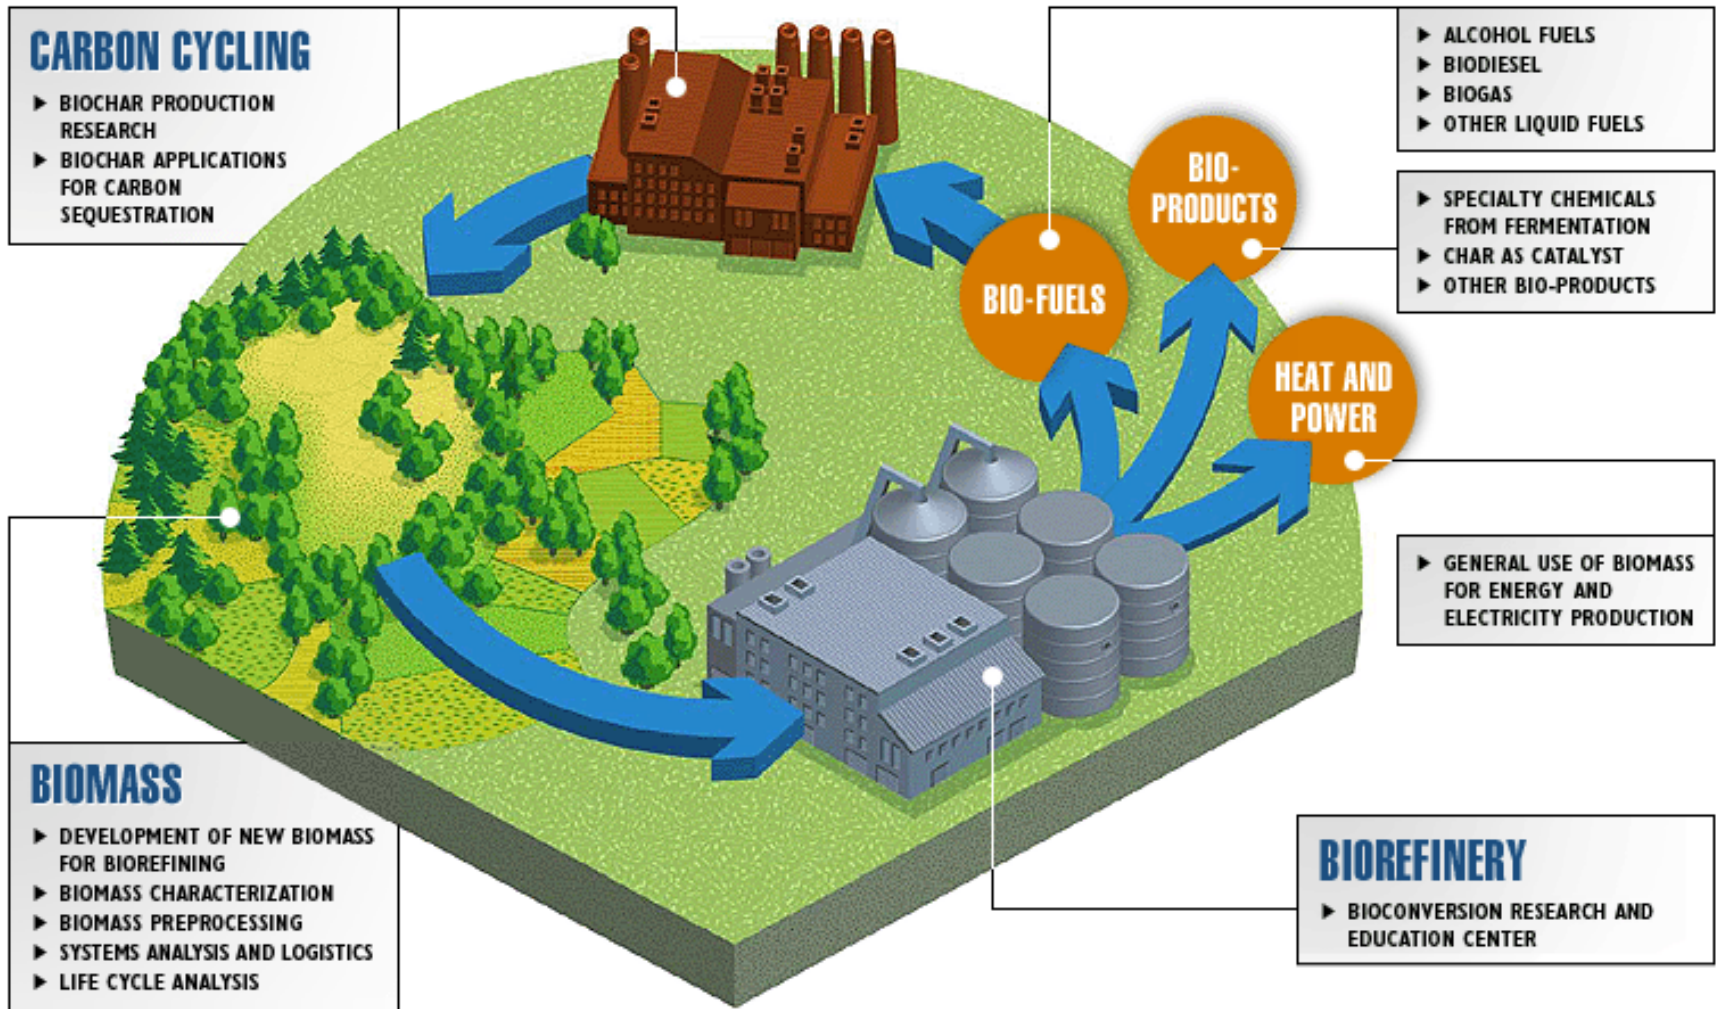 CARBON CYCLING
▶ BIOCHAR PRODUCTION
RESEARCH
▶ BIOCHAR APPLICATIONS
FOR CARBON
SEQUESTRATION
▶ ALCOHOL FUELS
▶ BIODIESEL
▶ BIOGAS
▶ OTHER LIQUID FUELS
BIO-
PRODUCTS
▶ SPECIALTY CHEMICALS
FROM FERMENTATION
▶ CHAR AS CATALYST
▶ OTHER BIO-PRODUCTS
BIO-FUELS
HEAT AND
POWER
▶ GENERAL USE OF BIOMASS
FOR ENERGY AND
ELECTRICITY PRODUCTION
BIOMASS
▶ DEVELOPMENT OF NEW BIOMASS
FOR BIOREFINING
▶ BIOMASS CHARACTERIZATION
▶ BIOMASS PREPROCESSING
▶ SYSTEMS ANALYSIS AND LOGISTICS
▶ LIFE CYCLE ANALYSIS
BIOREFINERY
▶ BIOCONVERSION RESEARCH AND
EDUCATION CENTER